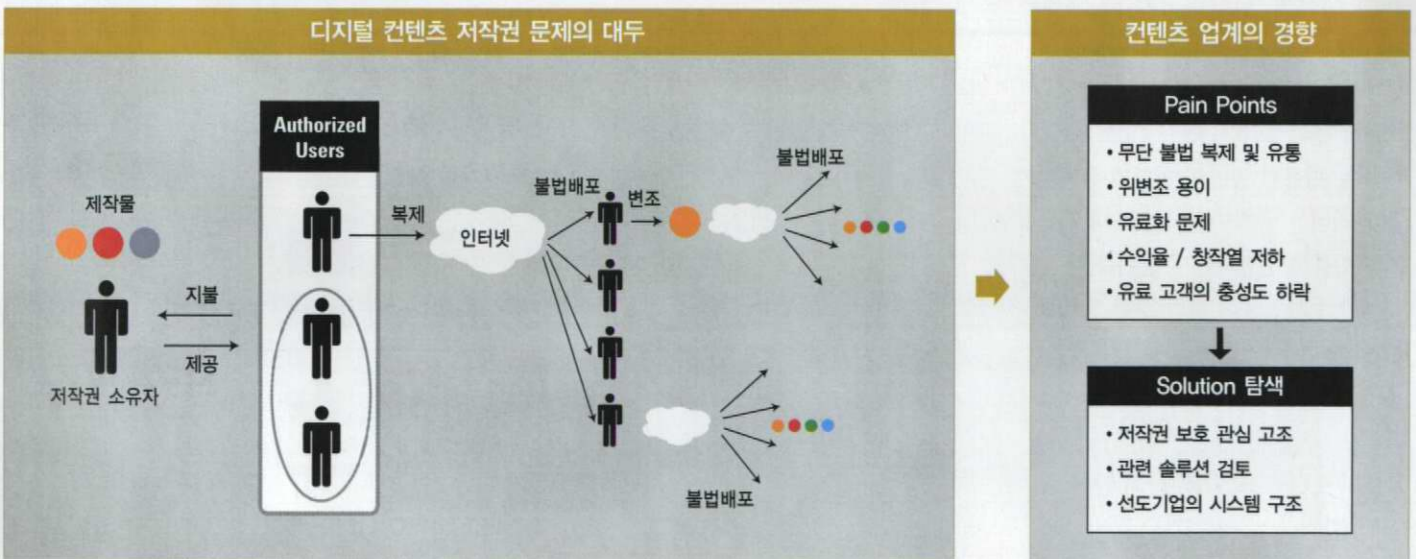 디지털 컨텐츠 저작권 문제의 대두
Authorized
Users
제작물
지불
제공
저작권 소유자
복제
인터넷
불법배포
변조
불법배포
불법배포
컨텐츠 업계의 경향
Pain Points
• 무단 불법 복제 및 유통
• 위변조 용이
• 유료화 문제
• 수익율 / 창작열 저하
• 유료 고객의 충성도 하락
Solution 탐색
• 저작권 보호 관심 고조
• 관련 솔루션 검토
• 선도기업의 시스템 구조